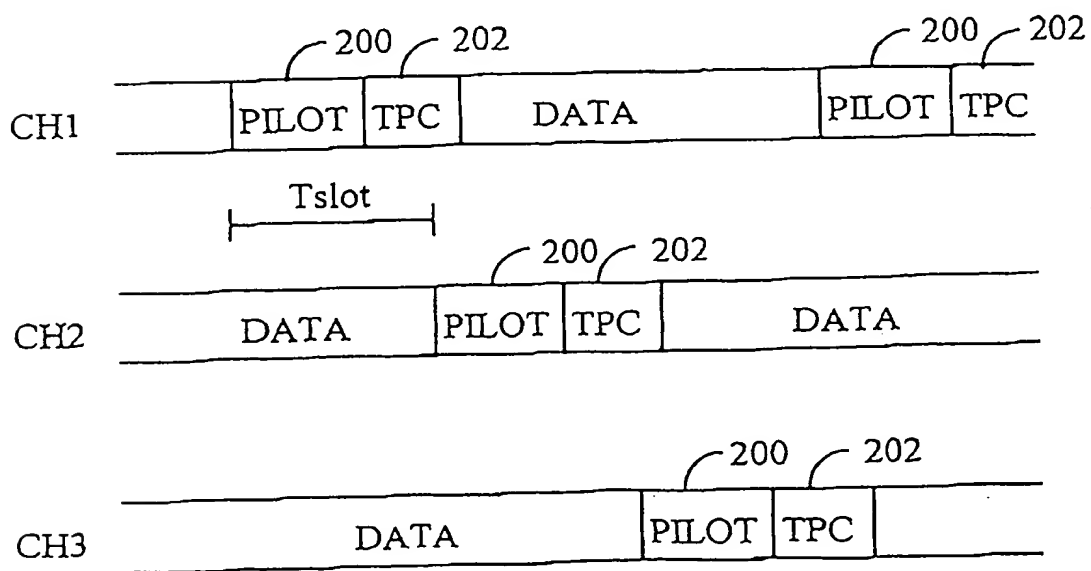 200 202 200 202
CH1 PILOT TPC DATA PILOT TPC
Tslot
200 202
CH2 DATA PILOT TPC DATA
200 202
CH3 DATA PILOT TPC